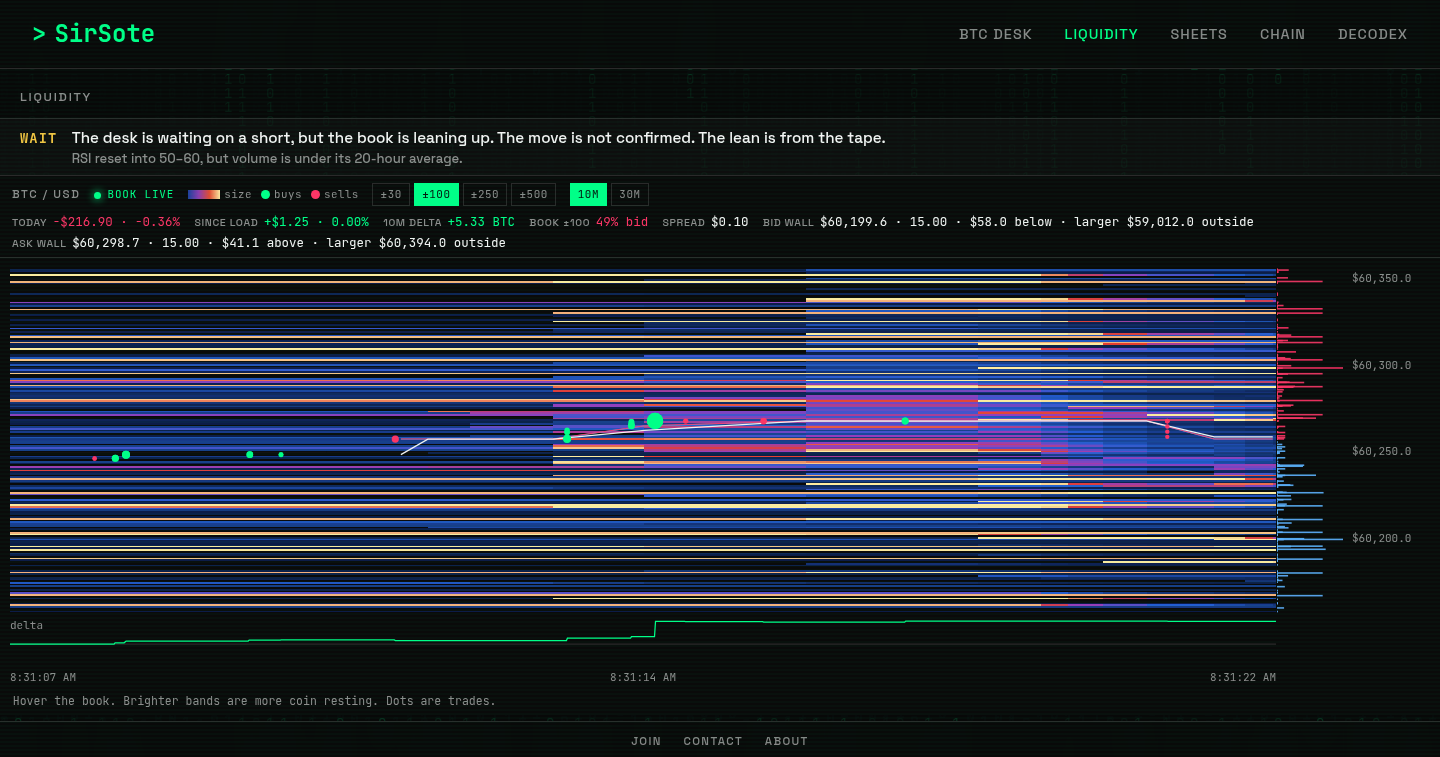 > SirSote
BTC DESK LIQUIDITY SHEETS CHAIN DECODEX
LIQUIDITY
WAIT The desk is waiting on a short, but the book is leaning up. The move is not confirmed. The lean is from the tape.
RSI reset into 50–60, but volume is under its 20-hour average.
BTC / USD BOOK LIVE size buys sells ±30 ±100 ±250 ±500 10M 30M
TODAY -$216.90 · -0.36% SINCE LOAD +$1.25 · 0.00% 10M DELTA +5.33 BTC BOOK ±100 49% bid SPREAD $0.10 BID WALL $60,199.6 · 15.00 · $58.0 below · larger $59,012.0 outside
ASK WALL $60,298.7 · 15.00 · $41.1 above · larger $60,394.0 outside
$60,350.0
$60,300.0
$60,250.0
$60,200.0
delta
8:31:07 AM 8:31:14 AM 8:31:22 AM
Hover the book. Brighter bands are more coin resting. Dots are trades.
JOIN CONTACT ABOUT